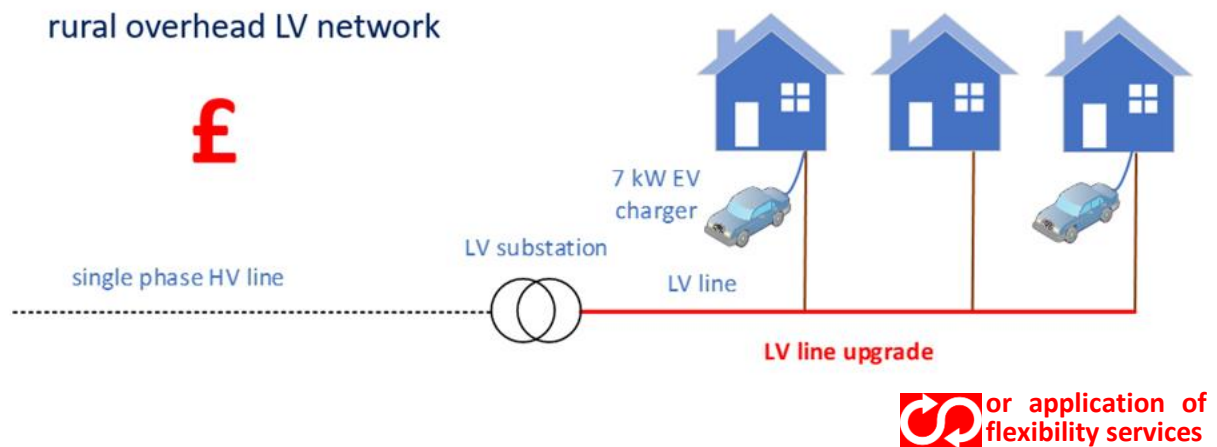 rural overhead LV network
£
7 kW EV
charger
LV substation
single phase HV line
LV line
LV line upgrade
or application of
flexibility services